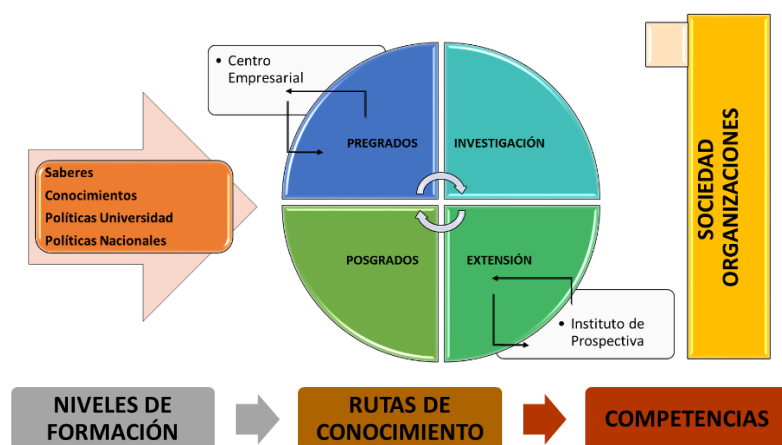 • Centro
Empresarial
PREGRADOS
INVESTIGACIÓN
Saberes
Conocimientos
Políticas Universidad
Políticas Nacionales
POSGRADOS
EXTENSIÓN
• Instituto de
Prospectiva
SOCIEDAD
ORGANIZACIONES
NIVELES DE
FORMACIÓN
RUTAS DE
CONOCIMIENTO
COMPETENCIAS